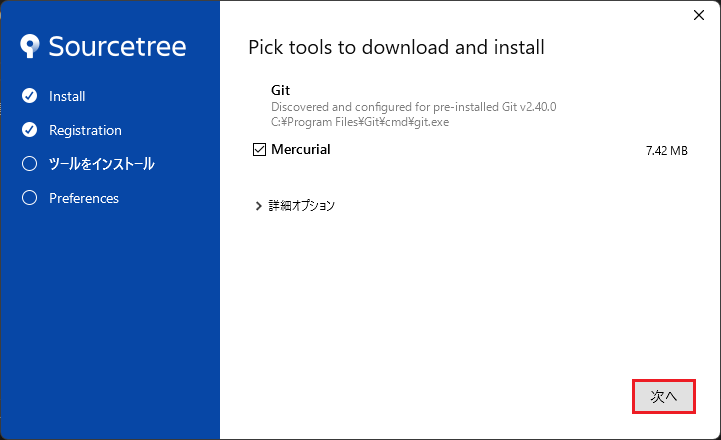 Sourcetree
Install
Registration
ツールをインストール
Preferences
Pick tools to download and install
Git
Discovered and configured for pre-installed Git v2.40.0
C:¥Program Files¥Git¥cmd¥git.exe
Mercurial 7.42 MB
詳細オプション
次へ